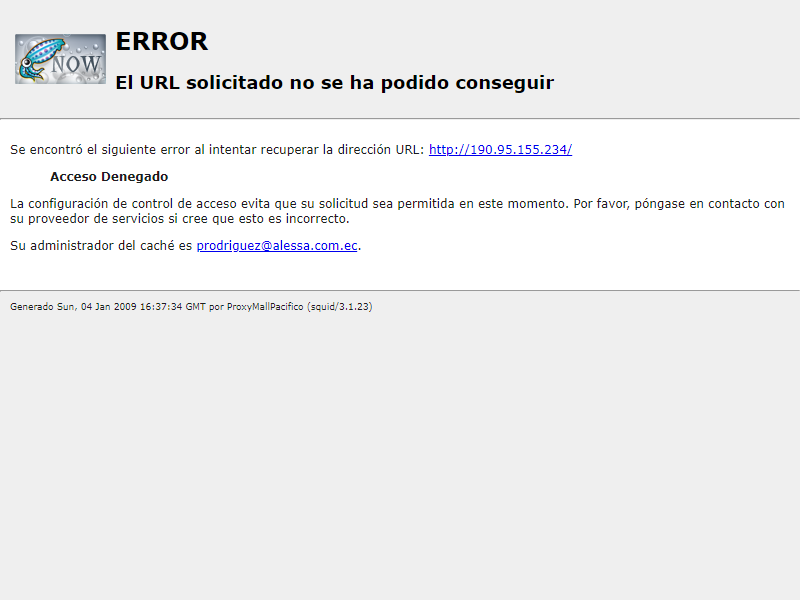 NOW
ERROR
El URL solicitado no se ha podido conseguir
Se encontró el siguiente error al intentar recuperar la dirección URL: http://190.95.155.234/
Acceso Denegado
La configuración de control de acceso evita que su solicitud sea permitida en este momento. Por favor, póngase en contacto con
su proveedor de servicios si cree que esto es incorrecto.
Su administrador del caché es prodriguez@alessa.com.ec.
Generado Sun, 04 Jan 2009 16:37:34 GMT por ProxyMallPacifico (squid/3.1.23)